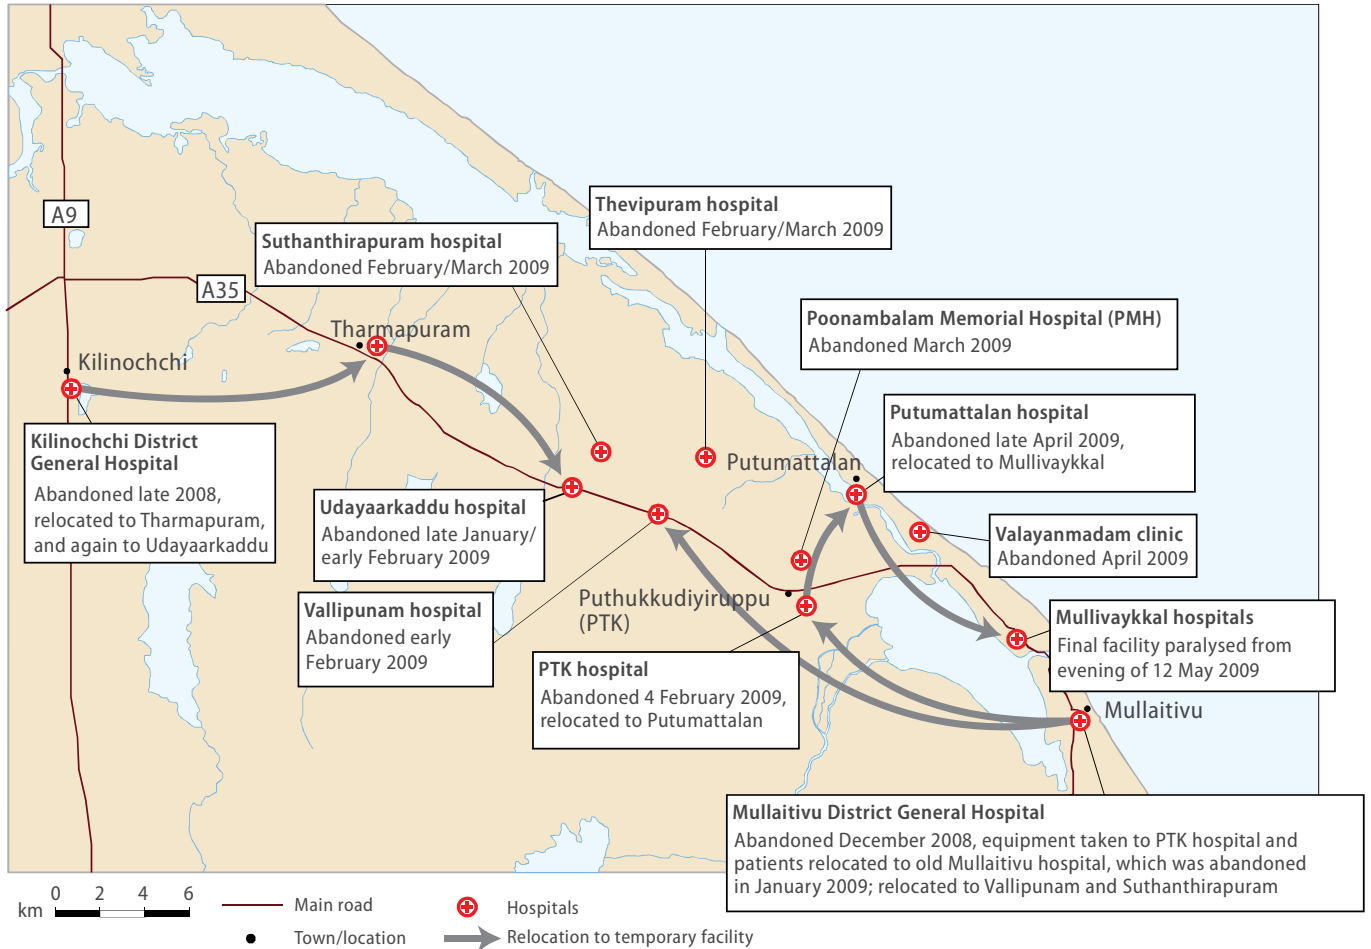 Thevipuram hospital
Abandoned February/March 2009
A9
Suthanthirapuram hospital
Abandoned February/March 2009
A35
Poonambalam Memorial Hospital (PMH)
Abandoned March 2009
Tharmapuram
Kilinochchi
Putumattalan hospital
Abandoned late April 2009,
relocated to Mullivaykkal
Kilinochchi District
General Hospital
Abandoned late 2008,
relocated to Tharmapuram,
and again to Udayaarkaddu
Putumattalan
Udayaarkaddu hospital
Abandoned late January/
early February 2009
Valayanmadam clinic
Abandoned April 2009
Vallipunam hospital
Abandoned early
February 2009
Puthukkudiyiruppu
(PTK)
Mullivaykkal hospitals
Final facility paralysed from
evening of 12 May 2009
PTK hospital
Abandoned 4 February 2009,
relocated to Putumattalan
Mullaitivu
Mullaitivu District General Hospital
Abandoned December 2008, equipment taken to PTK hospital and
patients relocated to old Mullaitivu hospital, which was abandoned
in January 2009; relocated to Vallipunam and Suthanthirapuram
0 2 4 6
km
Main road
Hospitals
Town/location
Relocation to temporary facility